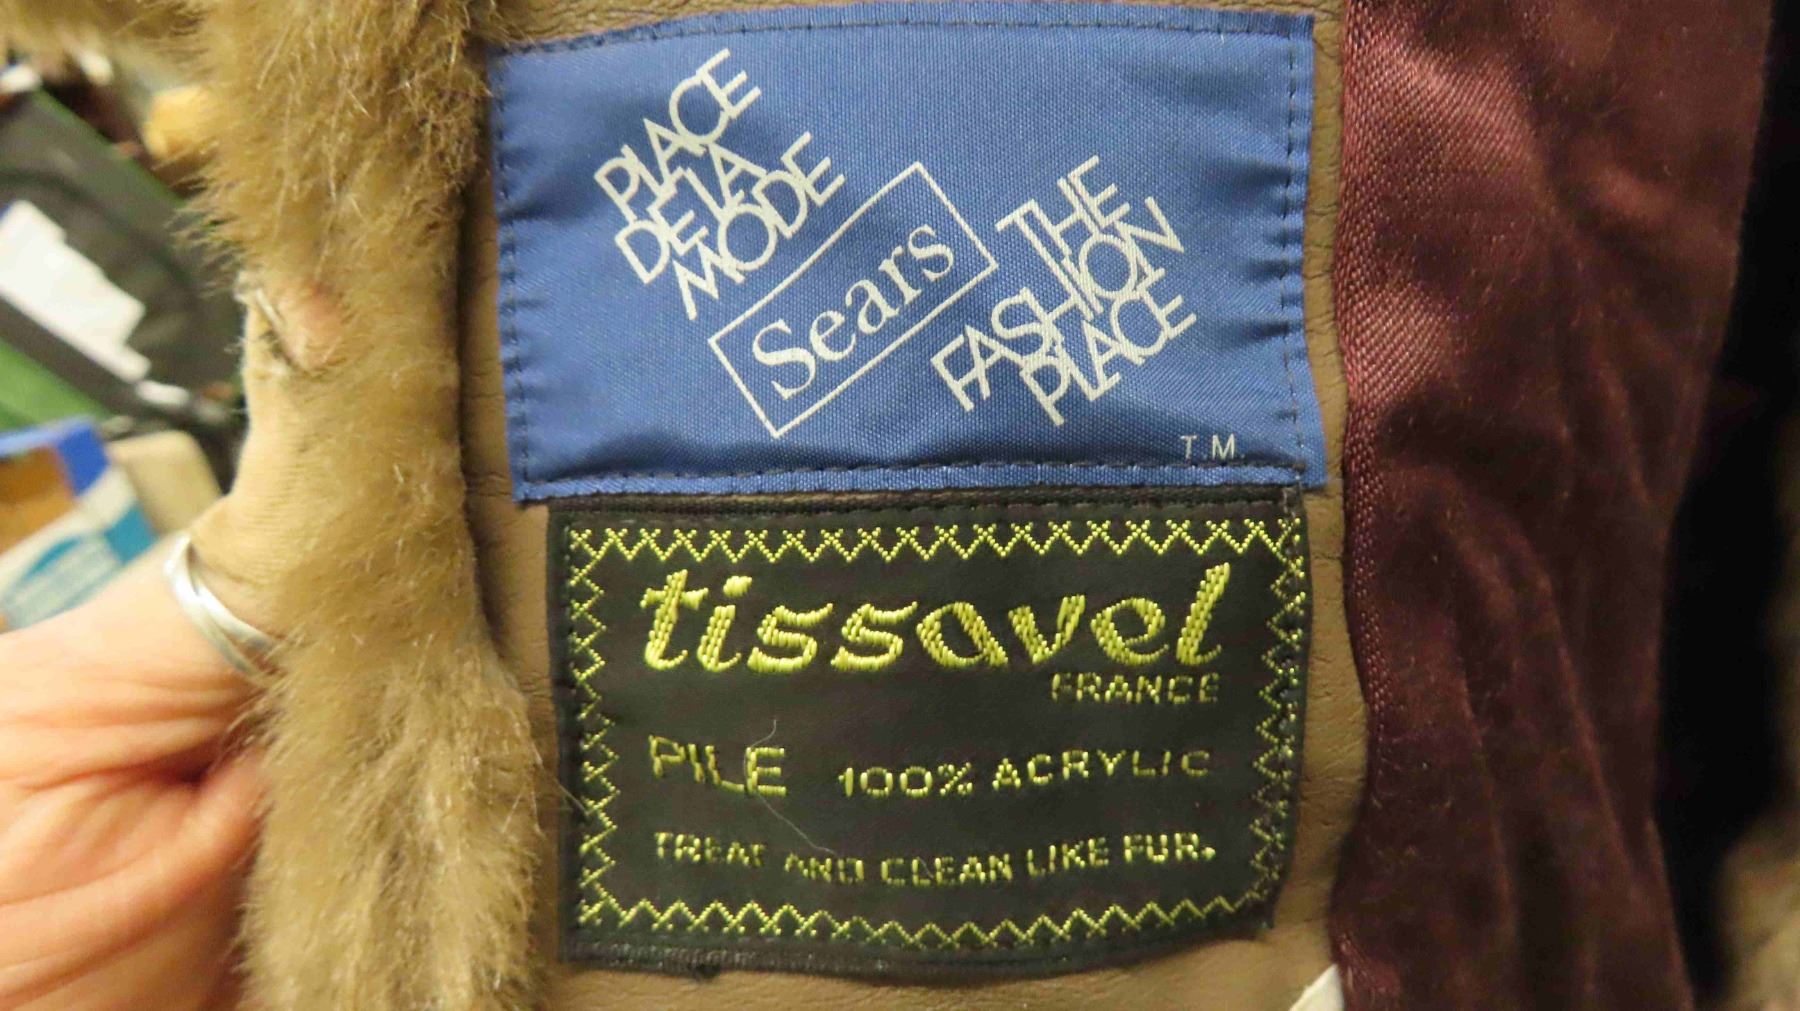 PLACE
DE LA
MODE
Sears
THE
FASHION
PLACE
T.M.
tissavel
FRANCE
PILE 100% ACRYLIC
TREAT AND CLEAN LIKE FUR.